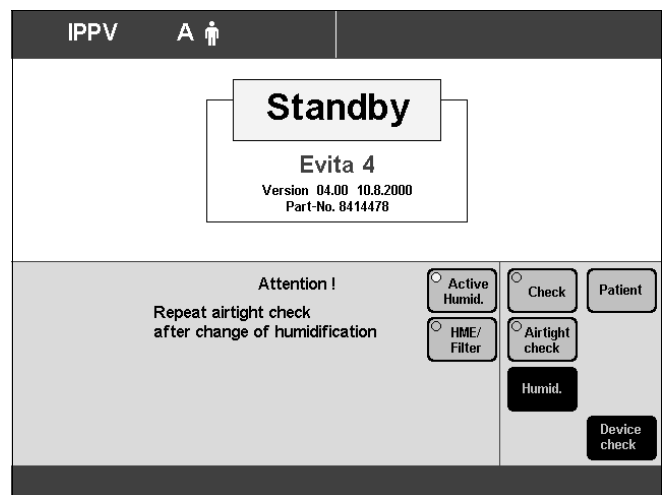 IPPV A
Standby
Evita 4
Version 04.00 10.8.2000
Part-No. 8414478
Attention !
Repeat airtight check
after change of humidification
Active
Humid.
HME/
Filter
Check
Patient
Airtight
check
Humid.
Device
check